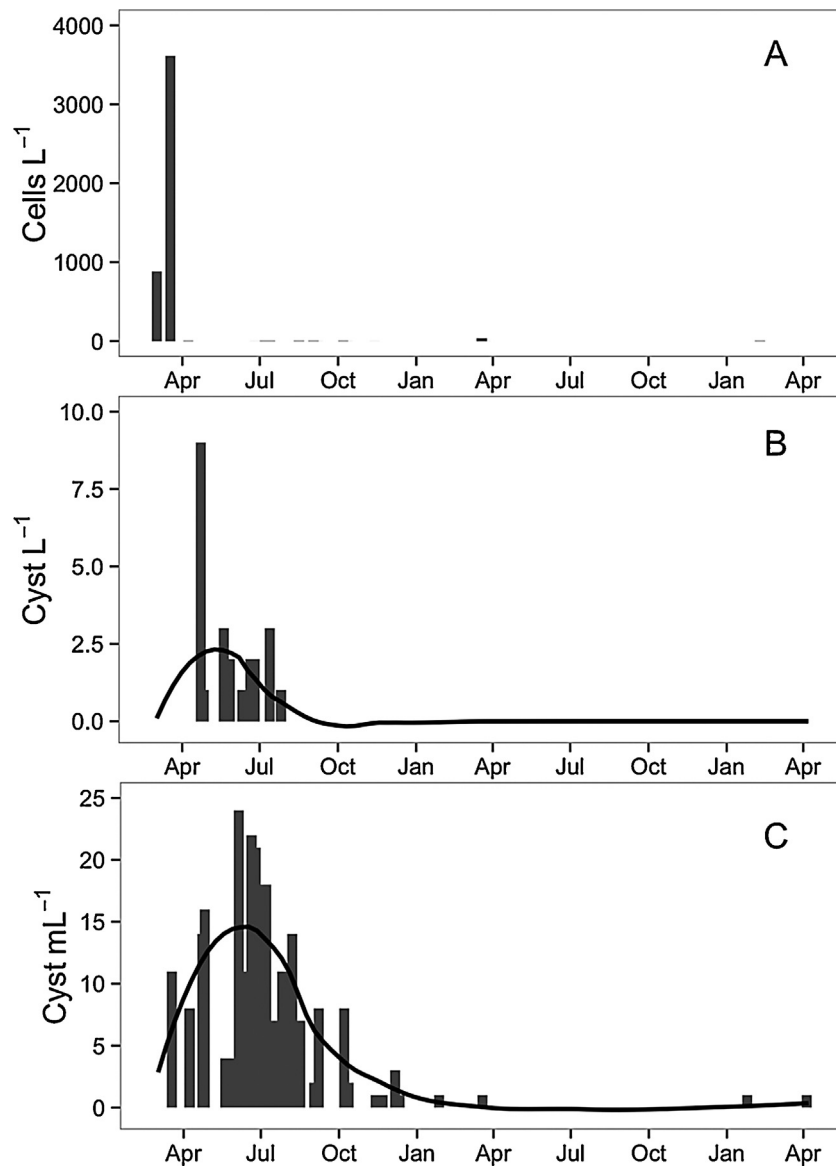 A
Cells L⁻¹
4000
3000
2000
1000
0
Apr Jul Oct Jan Apr Jul Oct Jan Apr
B
Cyst L⁻¹
10.0
7.5
5.0
2.5
0.0
Apr Jul Oct Jan Apr Jul Oct Jan Apr
C
Cyst mL⁻¹
25
20
15
10
5
0
Apr Jul Oct Jan Apr Jul Oct Jan Apr